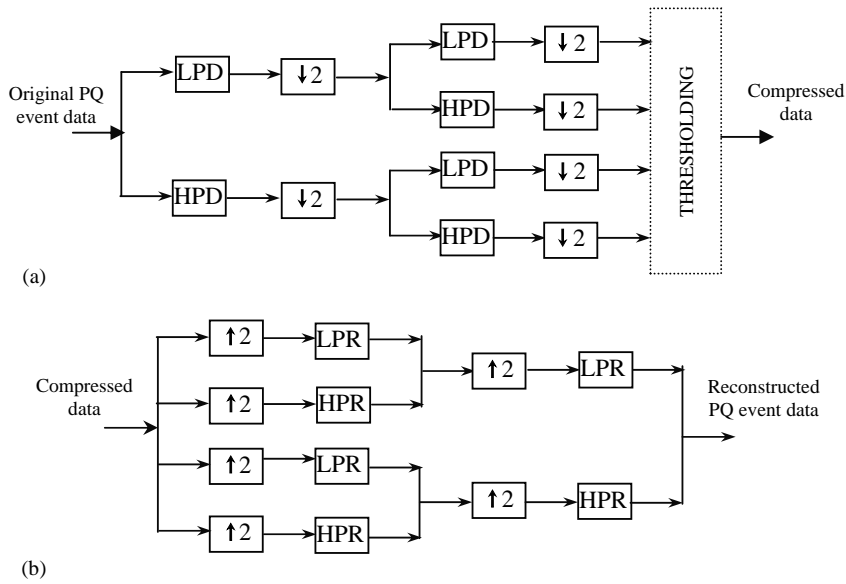 LPD ↓2 LPD ↓2
Original PQ
event data
HPD ↓2
THRESHOLDING
Compressed
data
HPD ↓2 LPD ↓2
HPD ↓2
(a)
↑2 LPR
↑2 LPR
Compressed
data
↑2 HPR
Reconstructed
PQ event data
↑2 LPR
↑2 HPR
↑2 HPR
(b)